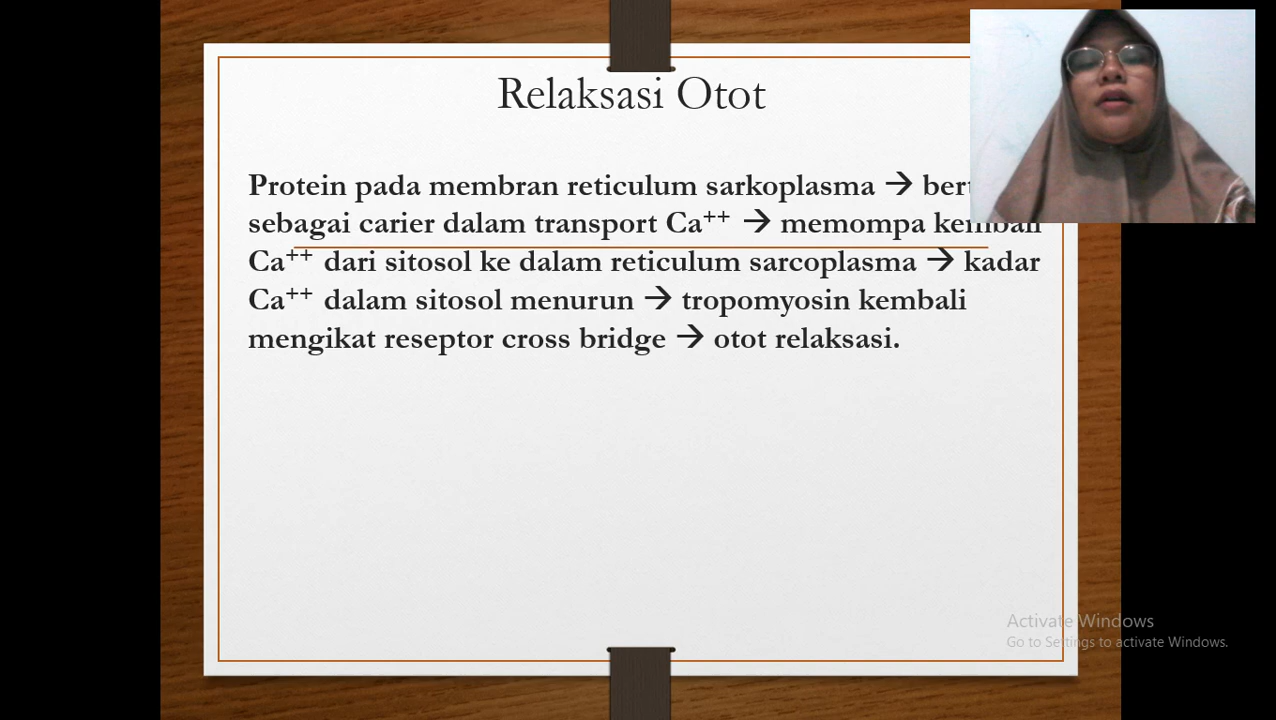 Relaksasi Otot
Protein pada membran reticulum sarkoplasma →
sebagai carier dalam transport Ca++ → memompa kembali
Ca++ dari sitosol ke dalam reticulum sarcoplasma → kadar
Ca++ dalam sitosol menurun → tropomyosin kembali
mengikat reseptor cross bridge → otot relaksasi.
Activate Windows
Go to Settings to activate Windows.